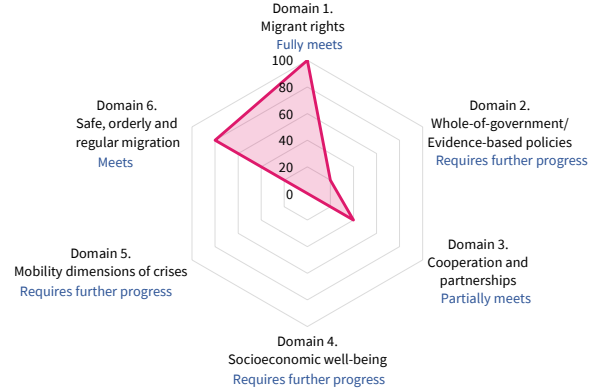 Domain 1.
Migrant rights
Fully meets
100
80
60
40
20
0
Domain 2.
Whole-of-government/
Evidence-based policies
Requires further progress
Domain 3.
Cooperation and
partnerships
Partially meets
Domain 4.
Socioeconomic well-being
Requires further progress
Domain 5.
Mobility dimensions of crises
Requires further progress
Domain 6.
Safe, orderly and
regular migration
Meets